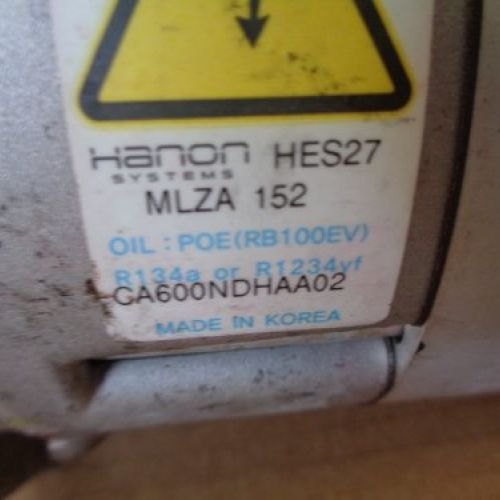 Hanon HES27
SYSTEMS
MLZA 152
OIL : POE(RB100EV)
R134a or R1234yf
CA600NDHAA02
MADE IN KOREA